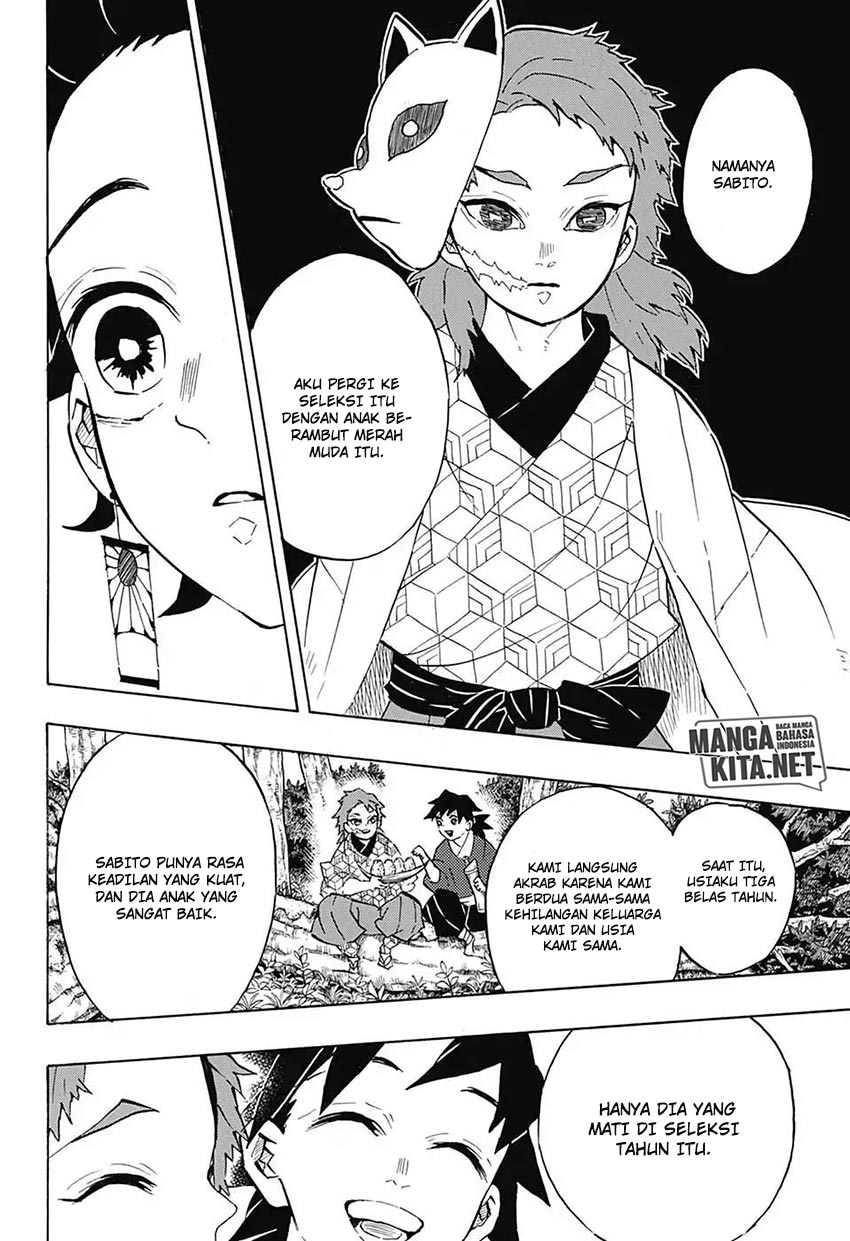 NAMANYA
SABITO.
AKU PERGI KE
SELEKSI ITU
DENGAN ANAK BE-
RAMBUT MERAH
MUDA ITU.
MANGA
KITA.NET
BACA MANGA
BAHASA
INDONESIA
SAAT ITU,
USIAKU TIGA
BELAS TAHUN.
KAMI LANGSUNG
AKRAB KARENA KAMI
BERDUA SAMA-SAMA
KEHILANGAN KELUARGA
KAMI DAN USIA
KAMI SAMA.
SABITO PUNYA RASA
KEADILAN YANG KUAT,
DAN DIA ANAK YANG
SANGAT BAIK.
HANYA DIA YANG
MATI DI SELEKSI
TAHUN ITU.